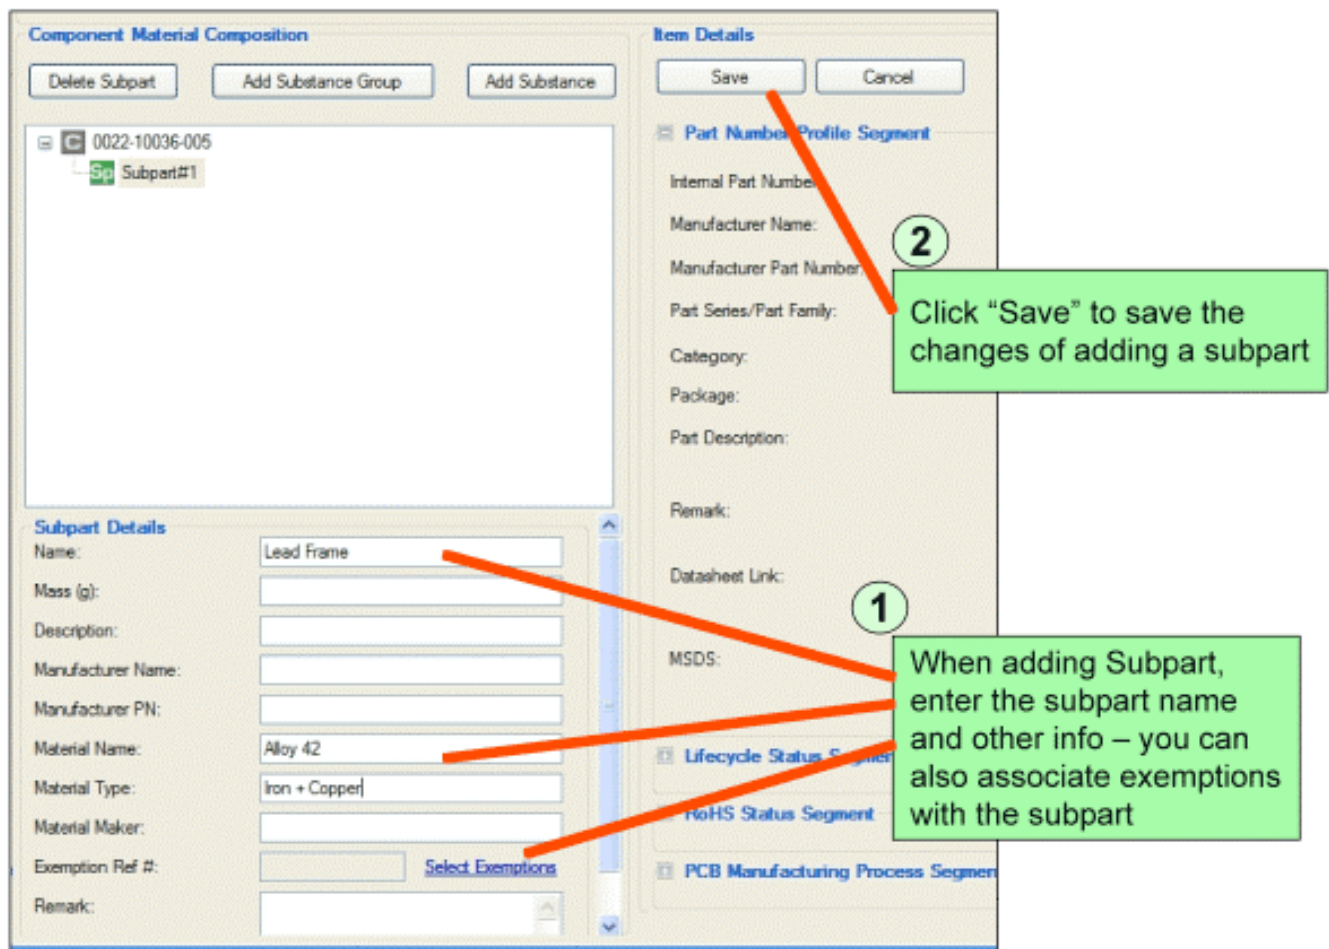 Component Material Composition
Delete Subpart
Add Substance Group
Add Substance
C 0022-10036-005
Sp Subpart#1
Subpart Details
Name: Lead Frame
Mass (g):
Description:
Manufacturer Name:
Manufacturer PN:
Material Name: Alloy 42
Material Type: Iron + Copper
Material Maker:
Exemption Ref #: Select Exemptions
Remark:
Item Details
Save
Cancel
Part Number Profile Segment
Internal Part Number
Manufacturer Name:
Manufacturer Part Number:
Part Series/Part Family:
Category:
Package:
Part Description:
Remark:
Datasheet Link:
MSDS:
Lifecycle Status Segmen
RoHS Status Segment
PCB Manufacturing Process Segmen
2
Click “Save” to save the
changes of adding a subpart
1
When adding Subpart,
enter the subpart name
and other info – you can
also associate exemptions
with the subpart